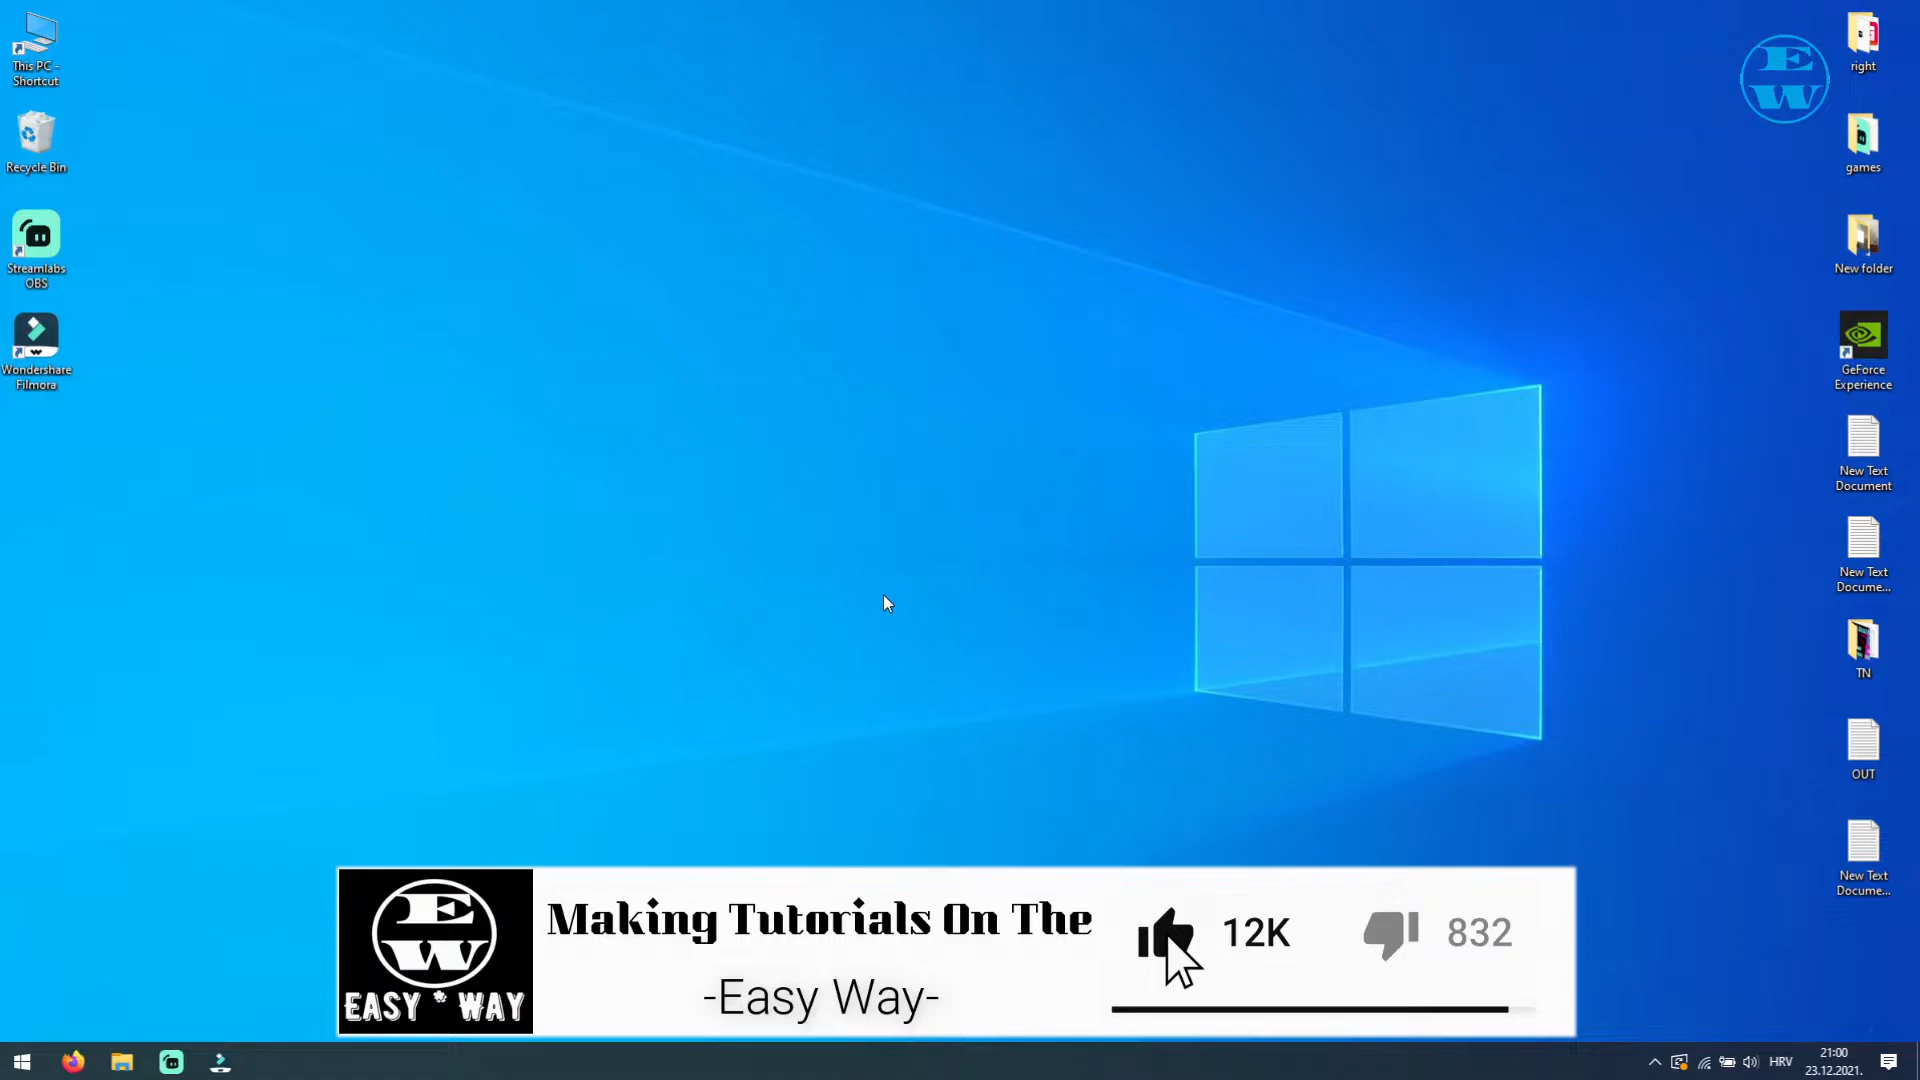 This PC -
Shortcut
Recycle Bin
Streamlabs
OBS
Wondershare
Filmora
E
W
right
games
New folder
GeForce
Experience
New Text
Document
New Text
Docume...
TN
OUT
New Text
Docume...
E
W
EASY * WAY
Making Tutorials On The
-Easy Way-
12K
832
HRV
21:00
23.12.2021.